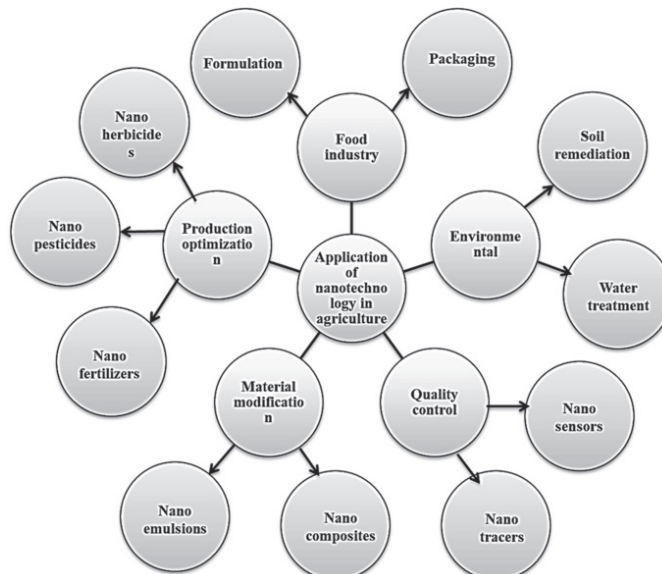 Formulation
Packaging
Nano
herbicide
s
Food
industry
Soil
remediation
Nano
pesticides
Production
optimizatio
n
Environme
ntal
Application
of
nanotechno
logy in
agriculture
Water
treatment
Nano
fertilizers
Material
modificatio
n
Quality
control
Nano
sensors
Nano
emulsions
Nano
composites
Nano
tracers